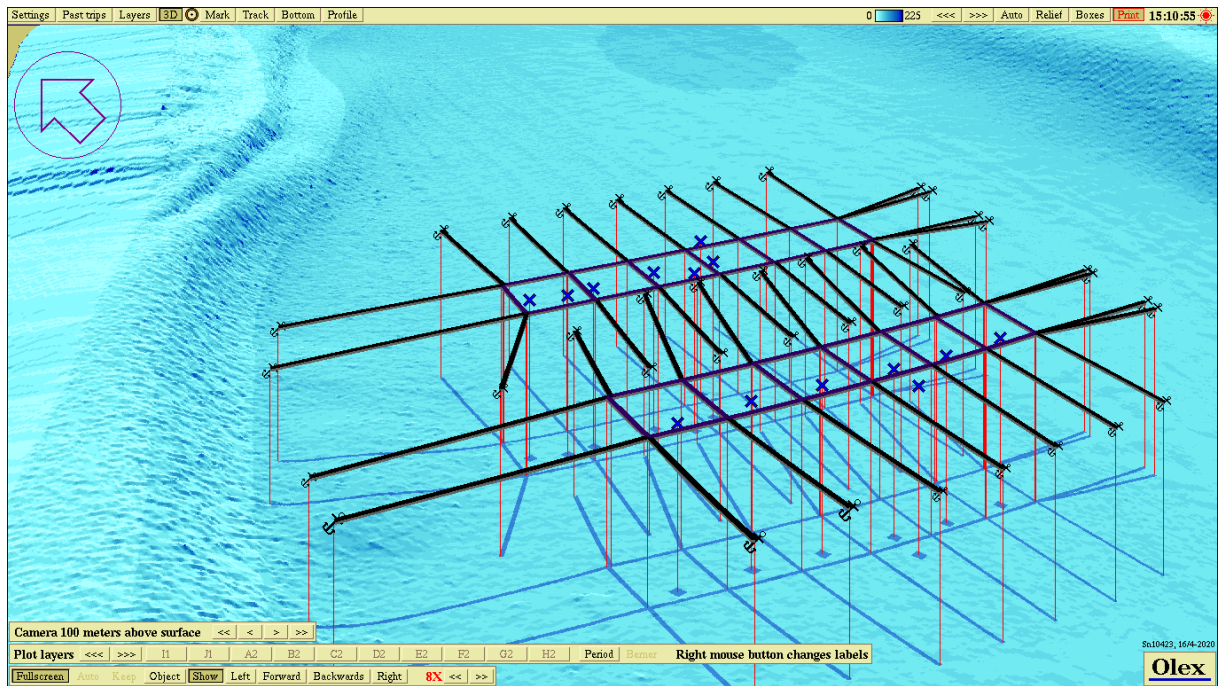 Settings Past trips Layers 3D Mark Track Bottom Profile 0 225 <<< >>> Auto Relief Boxes Print 15:10:55
Camera 100 meters above surface << < > >>
Sn10423, 16/4-2020
Plot layers <<< >>> I1 J1 A2 B2 C2 D2 E2 F2 G2 H2 Period Berner Right mouse button changes labels
Olex
Fullscreen Auto Keep Object Show Left Forward Backwards Right 8X << >>